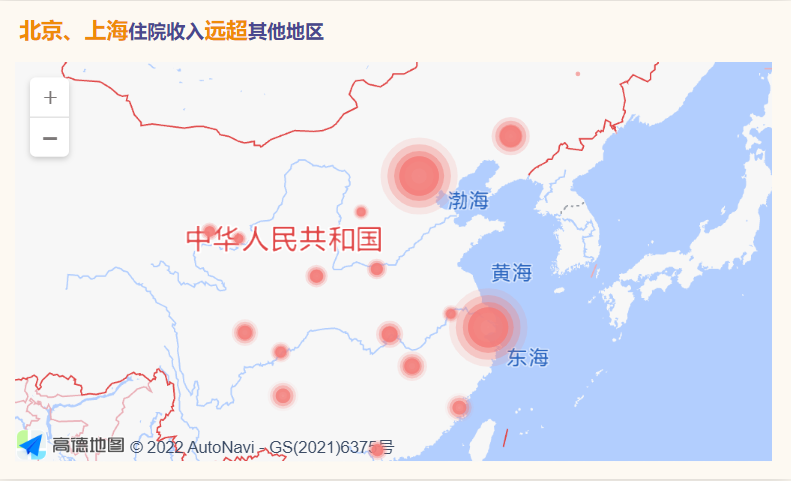 北京、上海住院收入远超其他地区
+
−
渤海
中华人民共和国
黄海
东海
高德地图 © 2022 AutoNavi - GS(2021)6375号